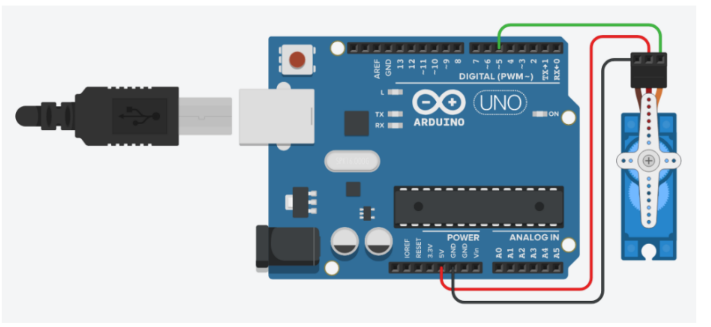 AREF
GND
13
12
~11
~10
~9
8
7
~6
~5
4
~3
2
TX→1
RX←0
DIGITAL (PWM~)
L
TX
RX
UNO
ARDUINO
ON
POWER
ANALOG IN
IOREF
RESET
3.3V
5V
GND
GND
Vin
A0
A1
A2
A3
A4
A5